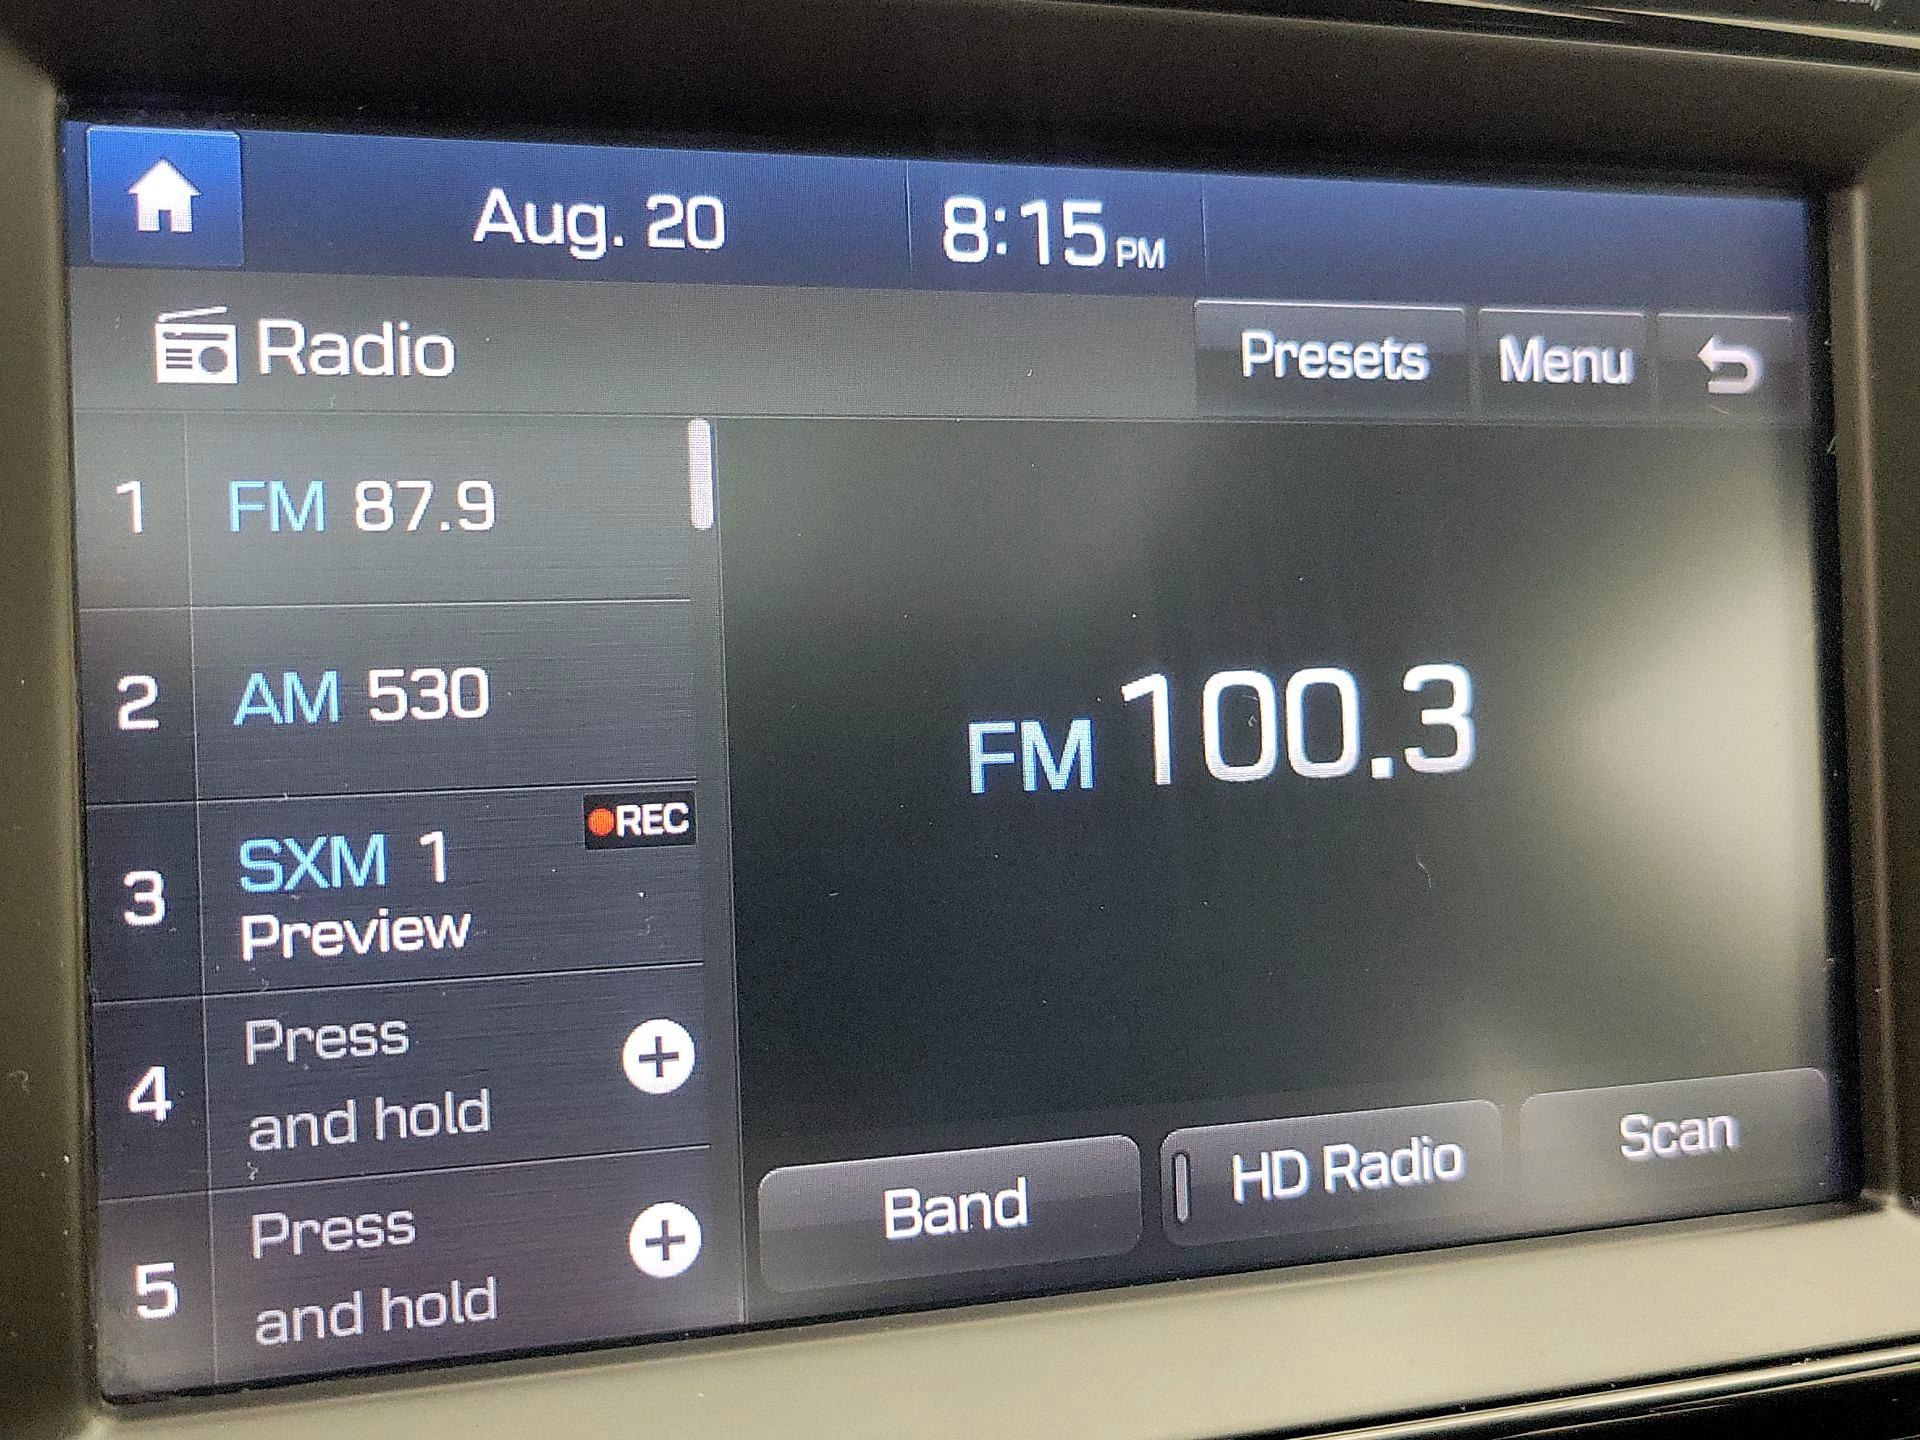 Aug. 20
8:15 PM
Radio
Presets
Menu
1 FM 87.9
2 AM 530
3 SXM 1
REC
Preview
4 Press
and hold
5 Press
and hold
FM 100.3
Band
HD Radio
Scan